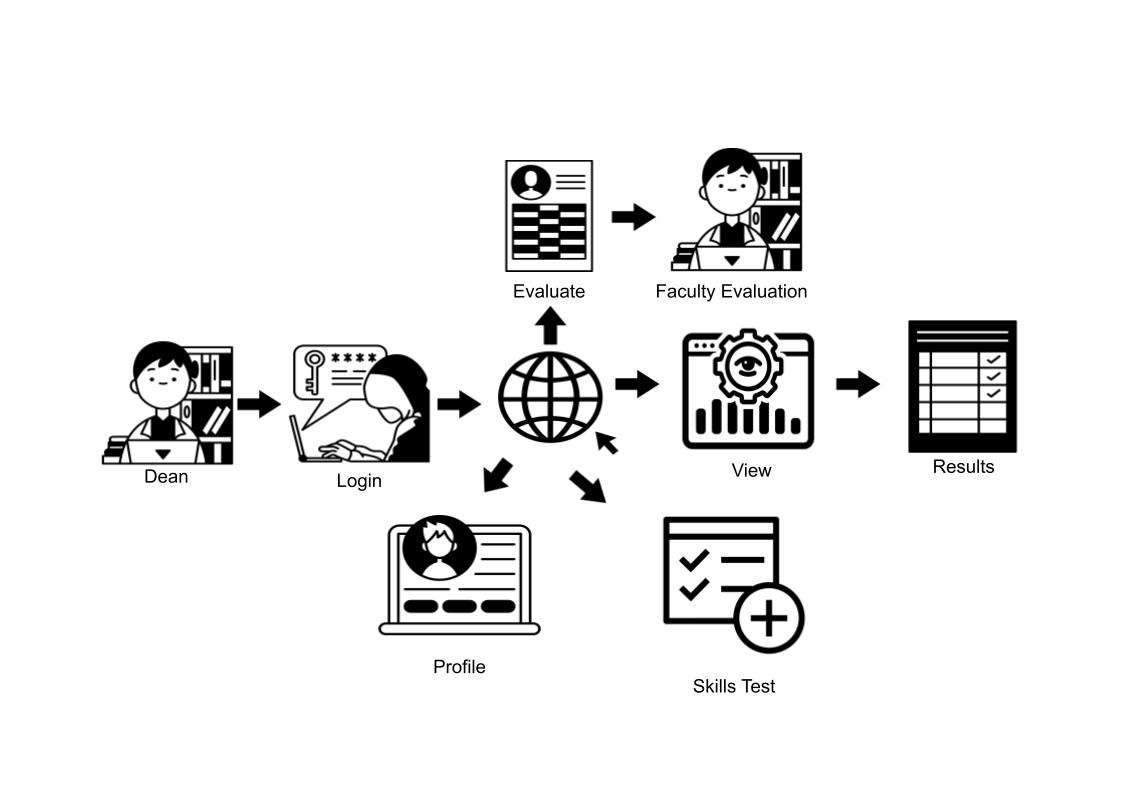 Evaluate
Faculty Evaluation
****
Dean
Login
View
Results
Profile
Skills Test